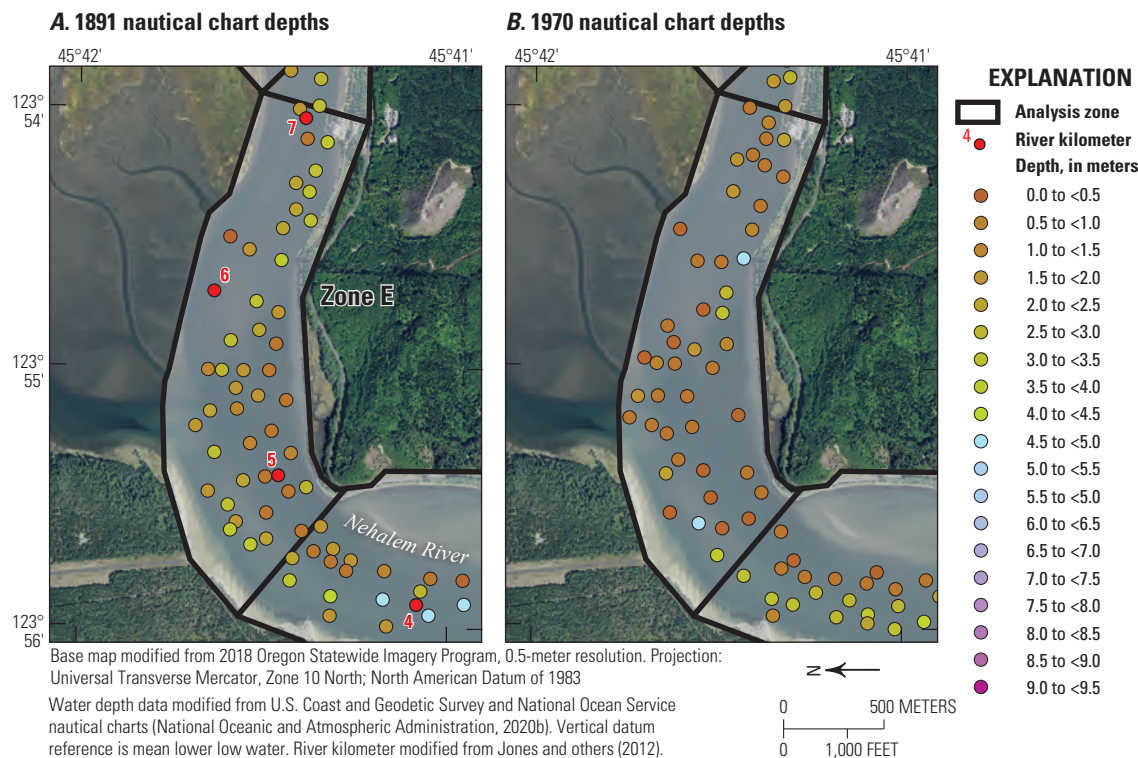 A. 1891 nautical chart depths
45°42'
45°41'
123°
54'
123°
55'
123°
56'
7
6
Zone E
5
Nehalem River
4
B. 1970 nautical chart depths
45°42'
45°41'
EXPLANATION
Analysis zone
4 River kilometer
Depth, in meters
0.0 to <0.5
0.5 to <1.0
1.0 to <1.5
1.5 to <2.0
2.0 to <2.5
2.5 to <3.0
3.0 to <3.5
3.5 to <4.0
4.0 to <4.5
4.5 to <5.0
5.0 to <5.5
5.5 to <5.0
6.0 to <6.5
6.5 to <7.0
7.0 to <7.5
7.5 to <8.0
8.0 to <8.5
8.5 to <9.0
9.0 to <9.5
Base map modified from 2018 Oregon Statewide Imagery Program, 0.5-meter resolution. Projection:
Universal Transverse Mercator, Zone 10 North; North American Datum of 1983
Water depth data modified from U.S. Coast and Geodetic Survey and National Ocean Service
nautical charts (National Oceanic and Atmospheric Administration, 2020b). Vertical datum
reference is mean lower low water. River kilometer modified from Jones and others (2012).
N
0 500 METERS
0 1,000 FEET